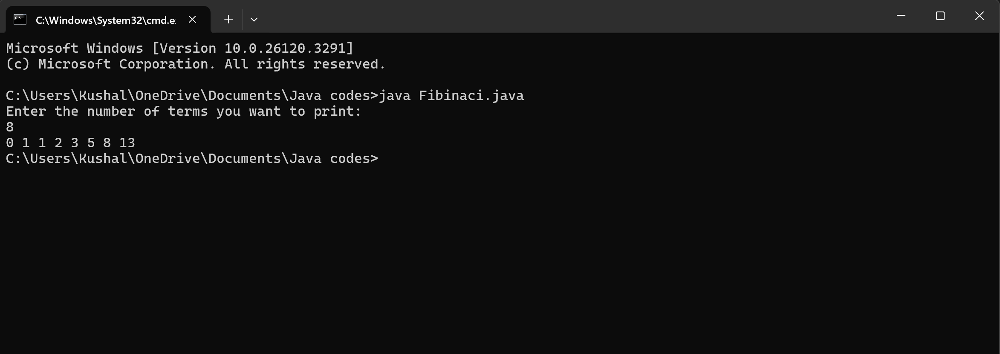 C:\Windows\System32\cmd.e
Microsoft Windows [Version 10.0.26120.3291]
(c) Microsoft Corporation. All rights reserved.
C:\Users\Kushal\OneDrive\Documents\Java codes>java Fibinaci.java
Enter the number of terms you want to print:
8
0 1 1 2 3 5 8 13
C:\Users\Kushal\OneDrive\Documents\Java codes>